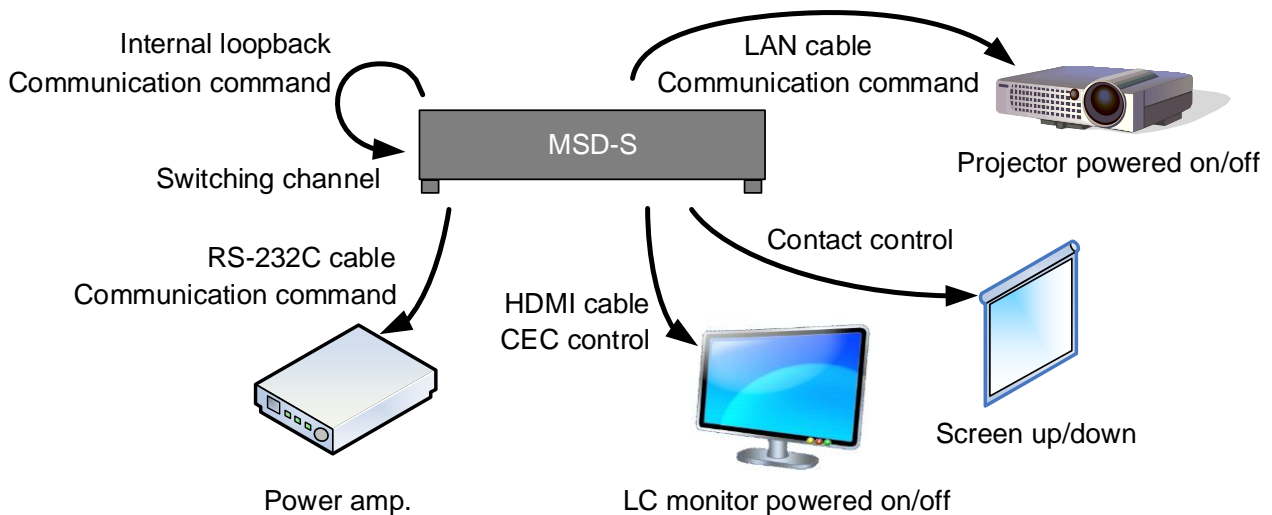 Internal loopback
Communication command
Switching channel
LAN cable
Communication command
MSD-S
Projector powered on/off
RS-232C cable
Communication command
HDMI cable
CEC control
Contact control
Power amp.
LC monitor powered on/off
Screen up/down